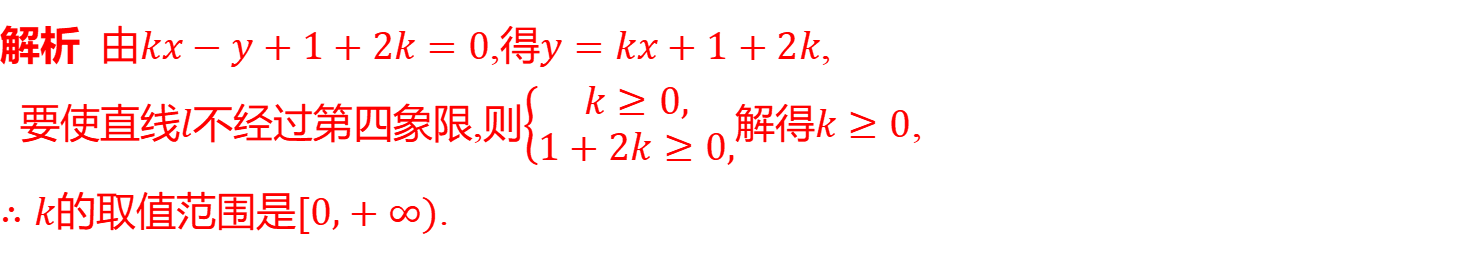 解析 由kx − y + 1 + 2k = 0,得y = kx + 1 + 2k,
要使直线l不经过第四象限,则{k ≥ 0, 1 + 2k ≥ 0,解得k ≥ 0,
∴ k的取值范围是[0, + ∞).